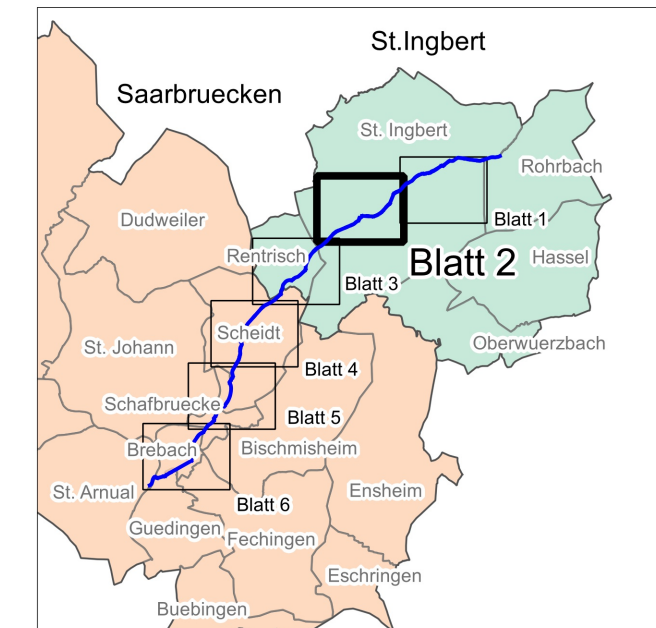 St.Ingbert
Saarbruecken
St. Ingbert
Rohrbach
Dudweiler
Blatt 1
Rentrisch
Blatt 2
Hassel
Blatt 3
Scheidt
St. Johann
Oberwuerzbach
Blatt 4
Schafbruecke
Blatt 5
Brebach
Bischmisheim
St. Arnual
Ensheim
Blatt 6
Guedingen
Fechingen
Eschringen
Buebingen